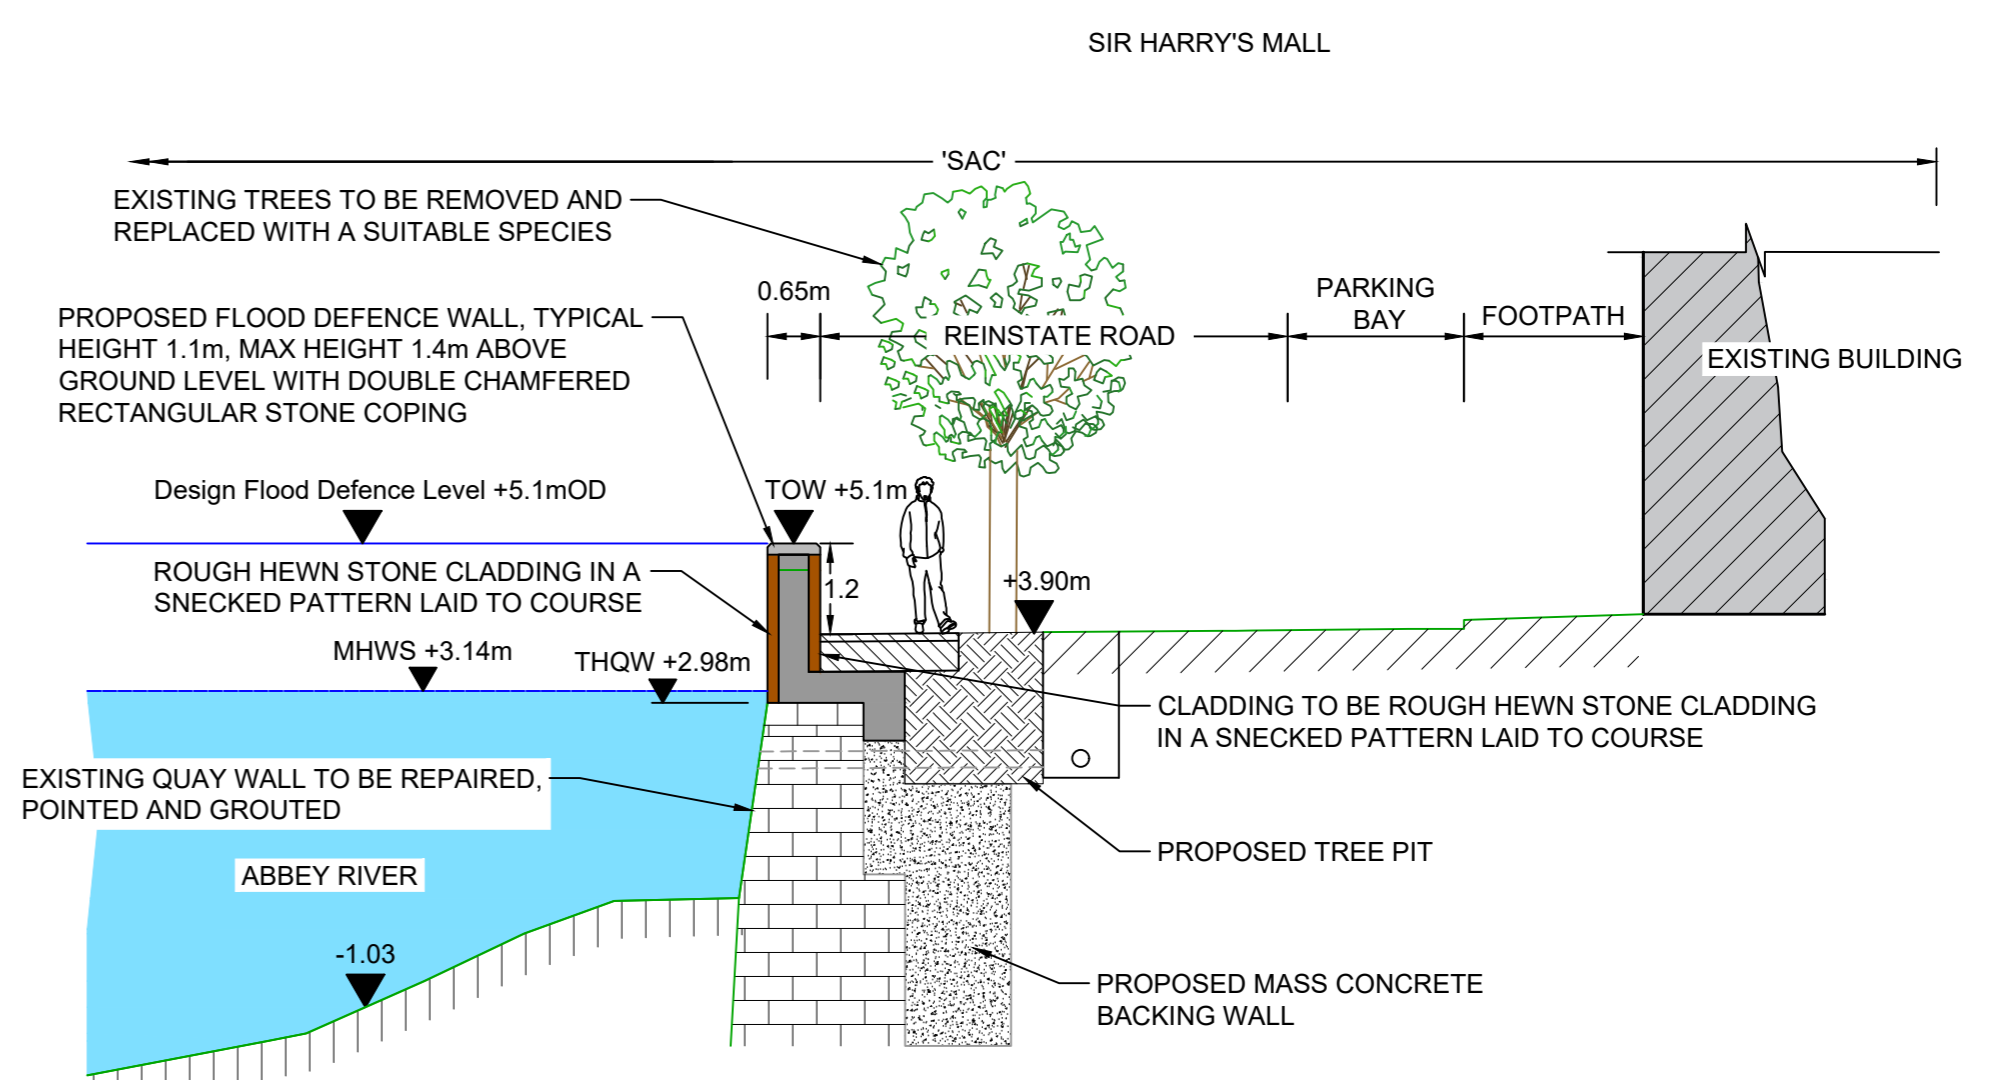 SIR HARRY'S MALL
'SAC'
EXISTING TREES TO BE REMOVED AND
REPLACED WITH A SUITABLE SPECIES
0.65m
PROPOSED FLOOD DEFENCE WALL, TYPICAL
HEIGHT 1.1m, MAX HEIGHT 1.4m ABOVE
GROUND LEVEL WITH DOUBLE CHAMFERED
RECTANGULAR STONE COPING
REINSTATE ROAD
PARKING
BAY
FOOTPATH
EXISTING BUILDING
Design Flood Defence Level +5.1mOD
TOW +5.1m
ROUGH HEWN STONE CLADDING IN A
SNECKED PATTERN LAID TO COURSE
1.2
+3.90m
MHWS +3.14m
THQW +2.98m
CLADDING TO BE ROUGH HEWN STONE CLADDING
IN A SNECKED PATTERN LAID TO COURSE
EXISTING QUAY WALL TO BE REPAIRED,
POINTED AND GROUTED
PROPOSED TREE PIT
ABBEY RIVER
-1.03
PROPOSED MASS CONCRETE
BACKING WALL